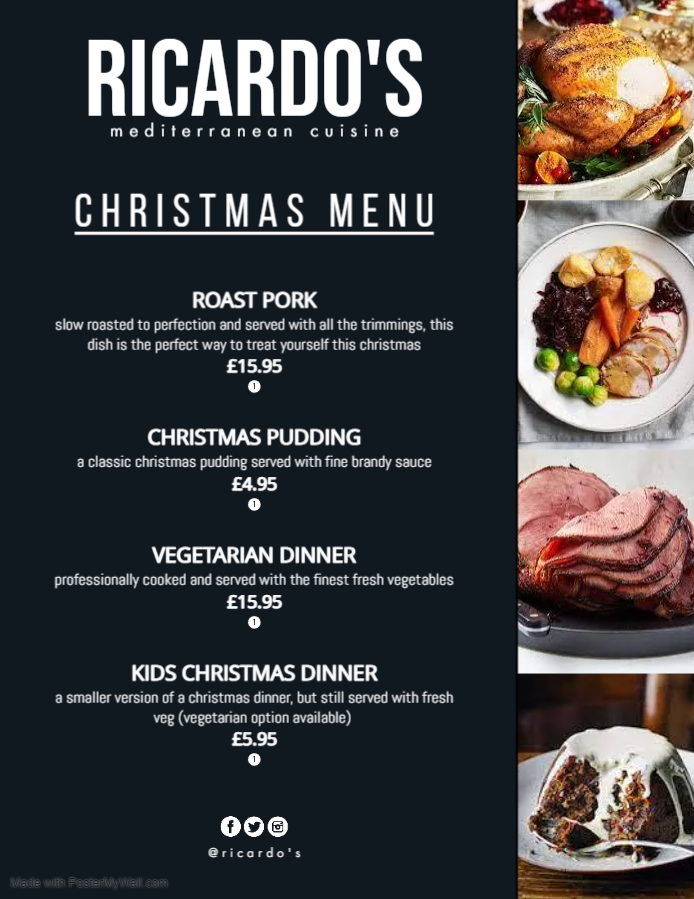 RICARDO'S
mediterranean cuisine
CHRISTMAS MENU
ROAST PORK
slow roasted to perfection and served with all the trimmings, this
dish is the perfect way to treat yourself this christmas
£15.95
1
CHRISTMAS PUDDING
a classic christmas pudding served with fine brandy sauce
£4.95
1
VEGETARIAN DINNER
professionally cooked and served with the finest fresh vegetables
£15.95
1
KIDS CHRISTMAS DINNER
a smaller version of a christmas dinner, but still served with fresh
veg (vegetarian option available)
£5.95
1
@ricardo's
Made with PosterMyWall.com